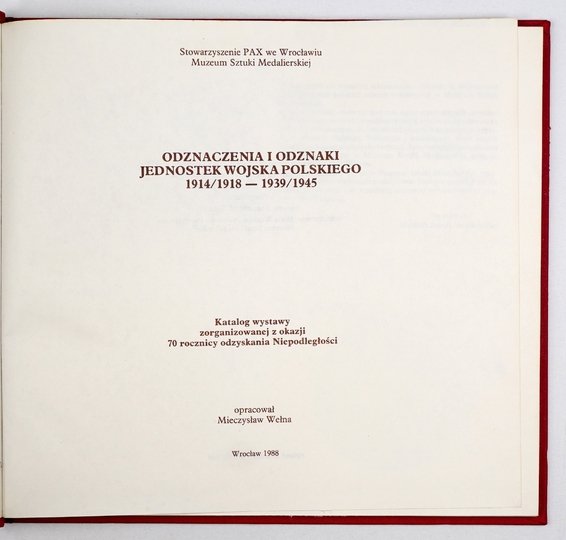 Stowarzyszenie PAX we Wrocławiu
Muzeum Sztuki Medalierskiej
ODZNACZENIA I ODZNAKI
JEDNOSTEK WOJSKA POLSKIEGO
1914/1918 — 1939/1945
Katalog wystawy
zorganizowanej z okazji
70 rocznicy odzyskania Niepodległości
opracował
Mieczysław Wełna
Wrocław 1988